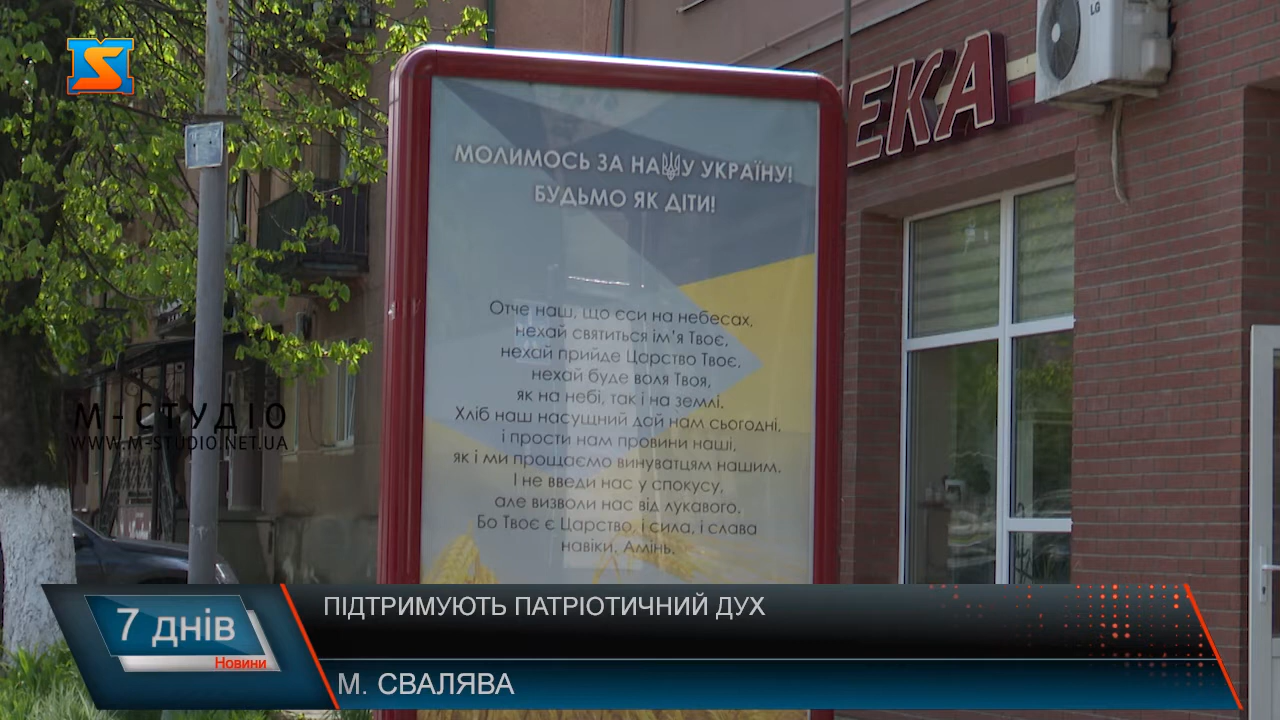 LG
ЕКА
МОЛИМОСЬ ЗА НАШУ УКРАЇНУ!
БУДЬМО ЯК ДІТИ!
Отче наш, що єси на небесах,
нехай святиться ім'я Твоє,
нехай прийде Царство Твоє,
нехай буде воля Твоя,
як на небі, так і на землі.
Хліб наш насущний дай нам сьогодні,
і прости нам провини наші,
як і ми прощаємо винуватцям нашим.
І не введи нас у спокусу,
але визволи нас від лукавого.
Бо Твоє є Царство, і сила, і слава
навіки. Амінь.
М-СТУДІО
WWW.M-STUDIO.NET.UA
7 днів
Новини
ПІДТРИМУЮТЬ ПАТРІОТИЧНИЙ ДУХ
М. СВАЛЯВА